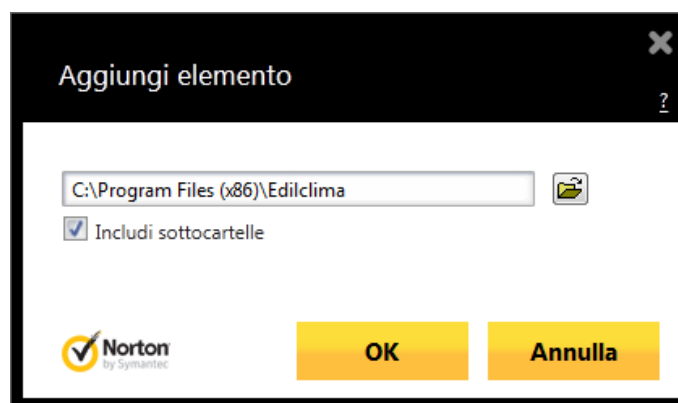 Aggiungi elemento
?
C:\Program Files (x86)\Edilclima
Includi sottocartelle
Norton
by Symantec
OK
Annulla